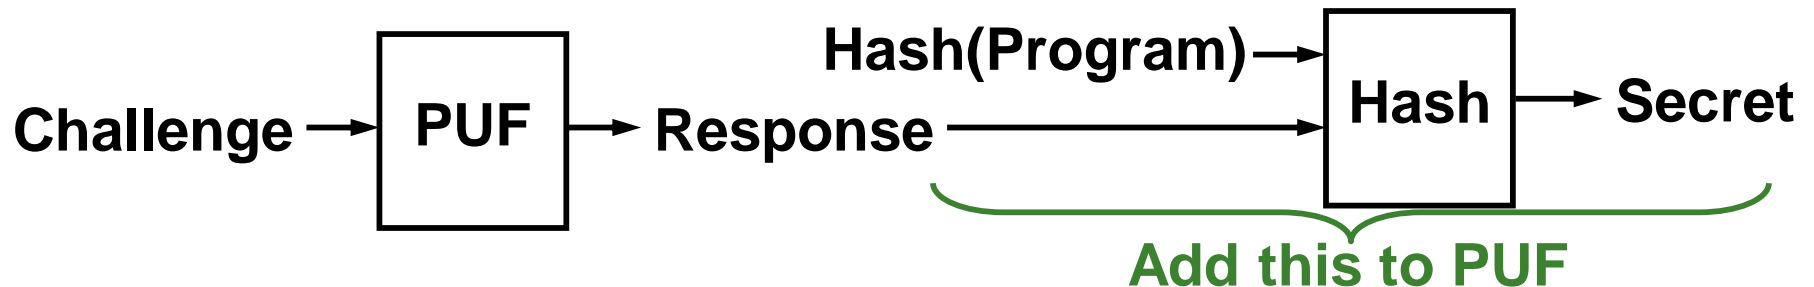 Challenge
PUF
Response
Hash(Program)
Hash
Secret
Add this to PUF